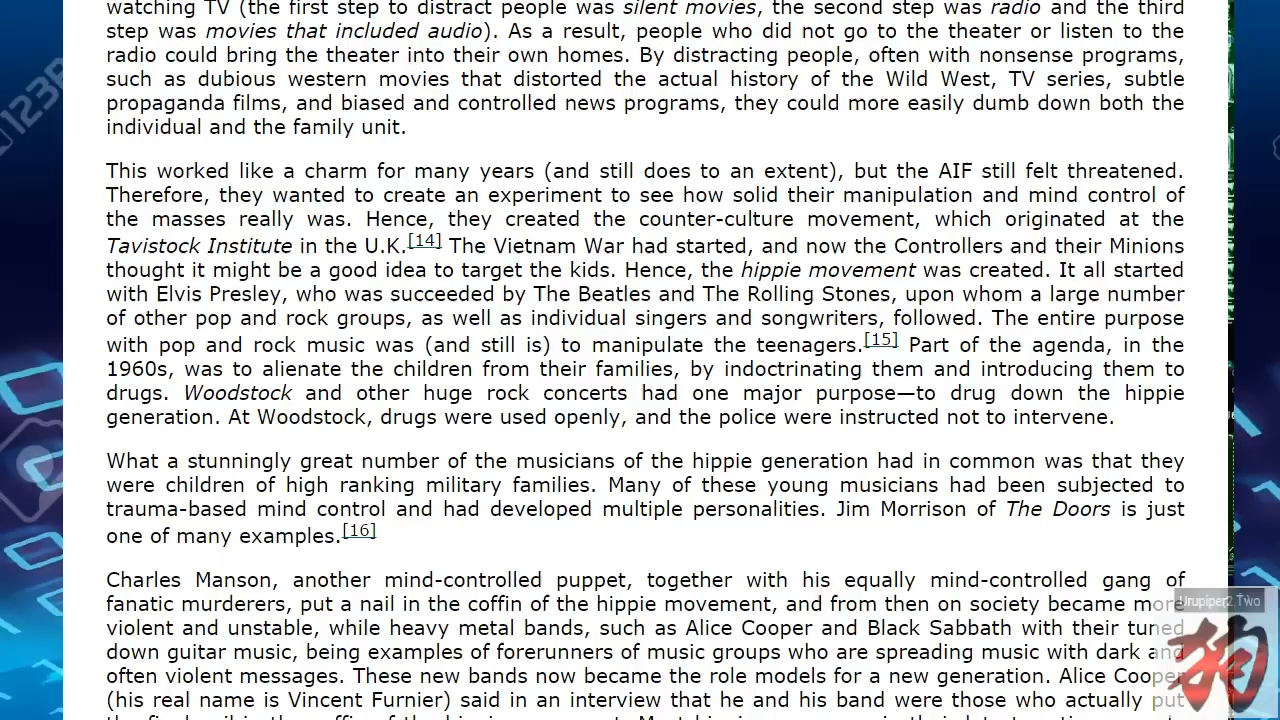 watching TV (the first step to distract people was silent movies, the second step was radio and the third
step was movies that included audio). As a result, people who did not go to the theater or listen to the
radio could bring the theater into their own homes. By distracting people, often with nonsense programs,
such as dubious western movies that distorted the actual history of the Wild West, TV series, subtle
propaganda films, and biased and controlled news programs, they could more easily dumb down both the
individual and the family unit.
This worked like a charm for many years (and still does to an extent), but the AIF still felt threatened.
Therefore, they wanted to create an experiment to see how solid their manipulation and mind control of
the masses really was. Hence, they created the counter-culture movement, which originated at the
Tavistock Institute in the U.K.[14] The Vietnam War had started, and now the Controllers and their Minions
thought it might be a good idea to target the kids. Hence, the hippie movement was created. It all started
with Elvis Presley, who was succeeded by The Beatles and The Rolling Stones, upon whom a large number
of other pop and rock groups, as well as individual singers and songwriters, followed. The entire purpose
with pop and rock music was (and still is) to manipulate the teenagers.[15] Part of the agenda, in the
1960s, was to alienate the children from their families, by indoctrinating them and introducing them to
drugs. Woodstock and other huge rock concerts had one major purpose—to drug down the hippie
generation. At Woodstock, drugs were used openly, and the police were instructed not to intervene.
What a stunningly great number of the musicians of the hippie generation had in common was that they
were children of high ranking military families. Many of these young musicians had been subjected to
trauma-based mind control and had developed multiple personalities. Jim Morrison of The Doors is just
one of many examples.[16]
Charles Manson, another mind-controlled puppet, together with his equally mind-controlled gang of
fanatic murderers, put a nail in the coffin of the hippie movement, and from then on society became more
violent and unstable, while heavy metal bands, such as Alice Cooper and Black Sabbath with their tuned
down guitar music, being examples of forerunners of music groups who are spreading music with dark and
often violent messages. These new bands now became the role models for a new generation. Alice Cooper
(his real name is Vincent Furnier) said in an interview that he and his band were those who actually put
Urupiper2 Two
123